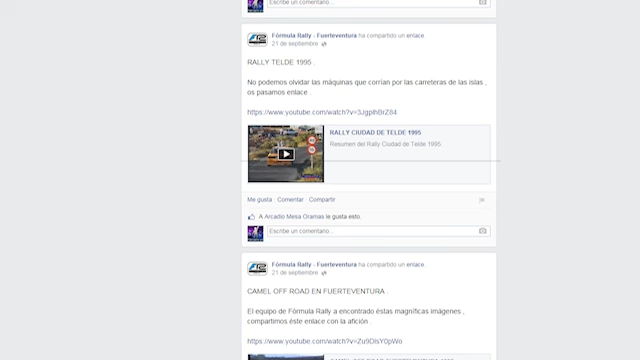 Escribe un comentario...
Fórmula Rally - Fuerteventura ha compartido un enlace.
21 de septiembre
RALLY TELDE 1995 .
No podemos olvidar las máquinas que corrían por las carreteras de las islas ,
os pasamos enlace .
https://www.youtube.com/watch?v=3JgplhBrZ84
RALLY CIUDAD DE TELDE 1995
Resumen del Rally Ciudad de Telde 1995 .
Me gusta · Comentar · Compartir
A Arcadio Mesa Oramas le gusta esto.
Escribe un comentario...
Fórmula Rally - Fuerteventura ha compartido un enlace.
21 de septiembre
CAMEL OFF ROAD EN FUERTEVENTURA .
El equipo de Fórmula Rally a encontrado éstas magníficas imágenes ,
compartimos éste enlace con la afición .
https://www.youtube.com/watch?v=Zu9DlsY0pWo